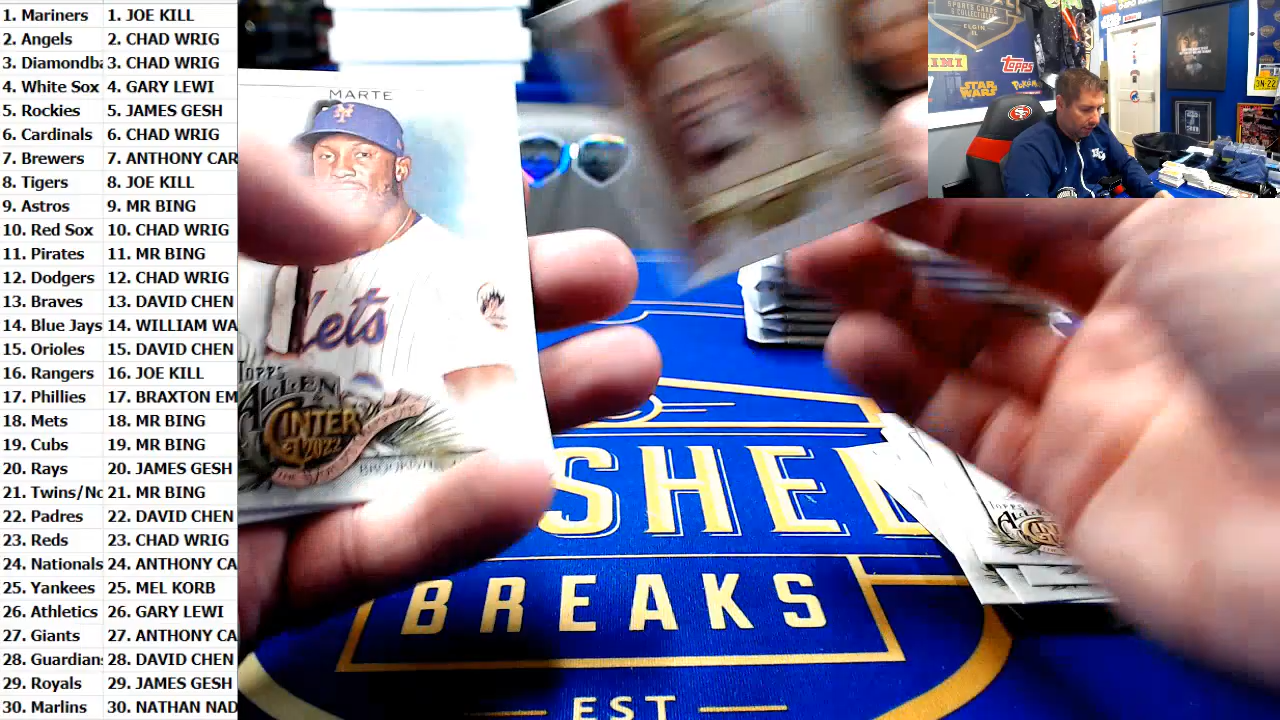 1. Mariners 1. JOE KILL
2. Angels 2. CHAD WRIG
3. Diamondba 3. CHAD WRIG
4. White Sox 4. GARY LEWI
5. Rockies 5. JAMES GESH
6. Cardinals 6. CHAD WRIG
7. Brewers 7. ANTHONY CAR
8. Tigers 8. JOE KILL
9. Astros 9. MR BING
10. Red Sox 10. CHAD WRIG
11. Pirates 11. MR BING
12. Dodgers 12. CHAD WRIG
13. Braves 13. DAVID CHEN
14. Blue Jays 14. WILLIAM WA
15. Orioles 15. DAVID CHEN
16. Rangers 16. JOE KILL
17. Phillies 17. BRAXTON EM
18. Mets 18. MR BING
19. Cubs 19. MR BING
20. Rays 20. JAMES GESH
21. Twins/No 21. MR BING
22. Padres 22. DAVID CHEN
23. Reds 23. CHAD WRIG
24. Nationals 24. ANTHONY CA
25. Yankees 25. MEL KORB
26. Athletics 26. GARY LEWI
27. Giants 27. ANTHONY CA
28. Guardian 28. DAVID CHEN
29. Royals 29. JAMES GESH
30. Marlins 30. NATHAN NAD
MARTE
Mets
TOPPS
SHEL
BREAKS
EST
SPORTS CARDS
& COLLECTIBLES
ELGIN
IL
topps
STAR
WARS
POKéMON